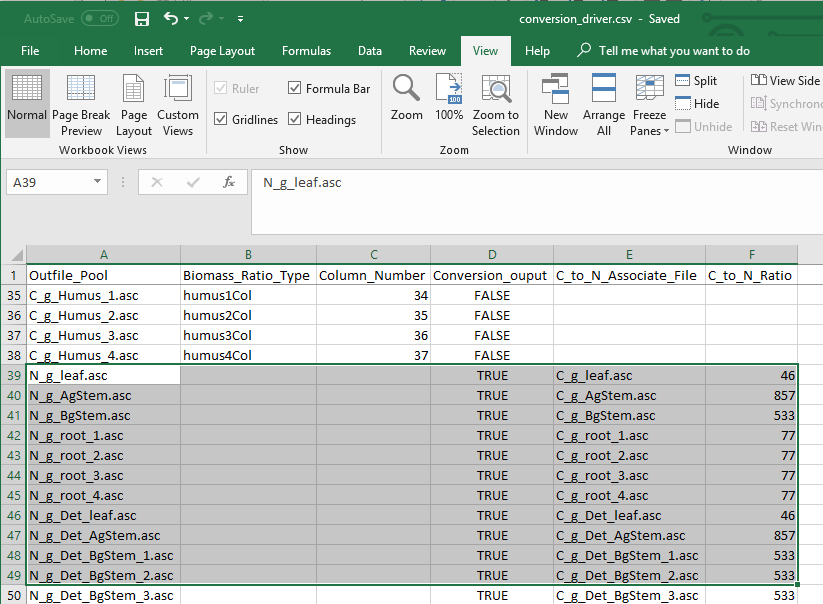 AutoSave Off conversion_driver.csv - Saved
File Home Insert Page Layout Formulas Data Review View Help Tell me what you want to do
Normal Page Break Preview Page Layout Custom Views
Workbook Views
Ruler Formula Bar
Gridlines Headings
Show
Zoom 100% Zoom to Selection
100
Zoom
New Window Arrange All Freeze Panes
Split
Hide
Unhide
View Side
Synchrono
Reset Win
Window
A39 fx N_g_leaf.asc
A B C D E F
1 Outfile_Pool Biomass_Ratio_Type Column_Number Conversion_ouput C_to_N_Associate_File C_to_N_Ratio
35 C_g_Humus_1.asc humus1Col 34 FALSE
36 C_g_Humus_2.asc humus2Col 35 FALSE
37 C_g_Humus_3.asc humus3Col 36 FALSE
38 C_g_Humus_4.asc humus4Col 37 FALSE
39 N_g_leaf.asc TRUE C_g_leaf.asc 46
40 N_g_AgStem.asc TRUE C_g_AgStem.asc 857
41 N_g_BgStem.asc TRUE C_g_BgStem.asc 533
42 N_g_root_1.asc TRUE C_g_root_1.asc 77
43 N_g_root_2.asc TRUE C_g_root_2.asc 77
44 N_g_root_3.asc TRUE C_g_root_3.asc 77
45 N_g_root_4.asc TRUE C_g_root_4.asc 77
46 N_g_Det_leaf.asc TRUE C_g_Det_leaf.asc 46
47 N_g_Det_AgStem.asc TRUE C_g_Det_AgStem.asc 857
48 N_g_Det_BgStem_1.asc TRUE C_g_Det_BgStem_1.asc 533
49 N_g_Det_BgStem_2.asc TRUE C_g_Det_BgStem_2.asc 533
50 N_g_Det_BgStem_3.asc TRUE C_g_Det_BgStem_3.asc 533